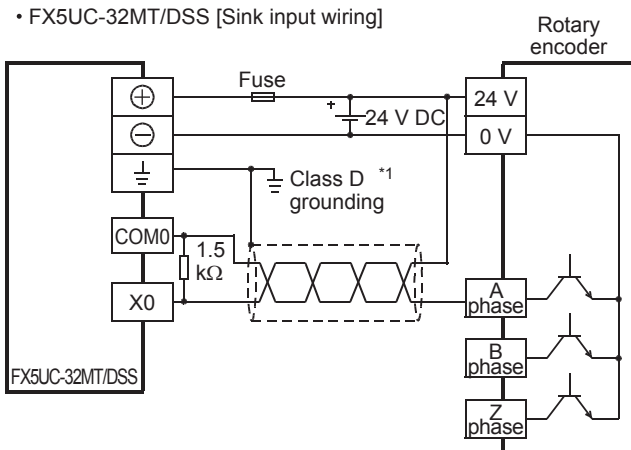 • FX5UC-32MT/DSS [Sink input wiring]
Rotary
encoder
Fuse
24 V
+
24 V DC
0 V
Class D *1
grounding
COM0
1.5
kΩ
X0
A
phase
B
phase
Z
phase
FX5UC-32MT/DSS